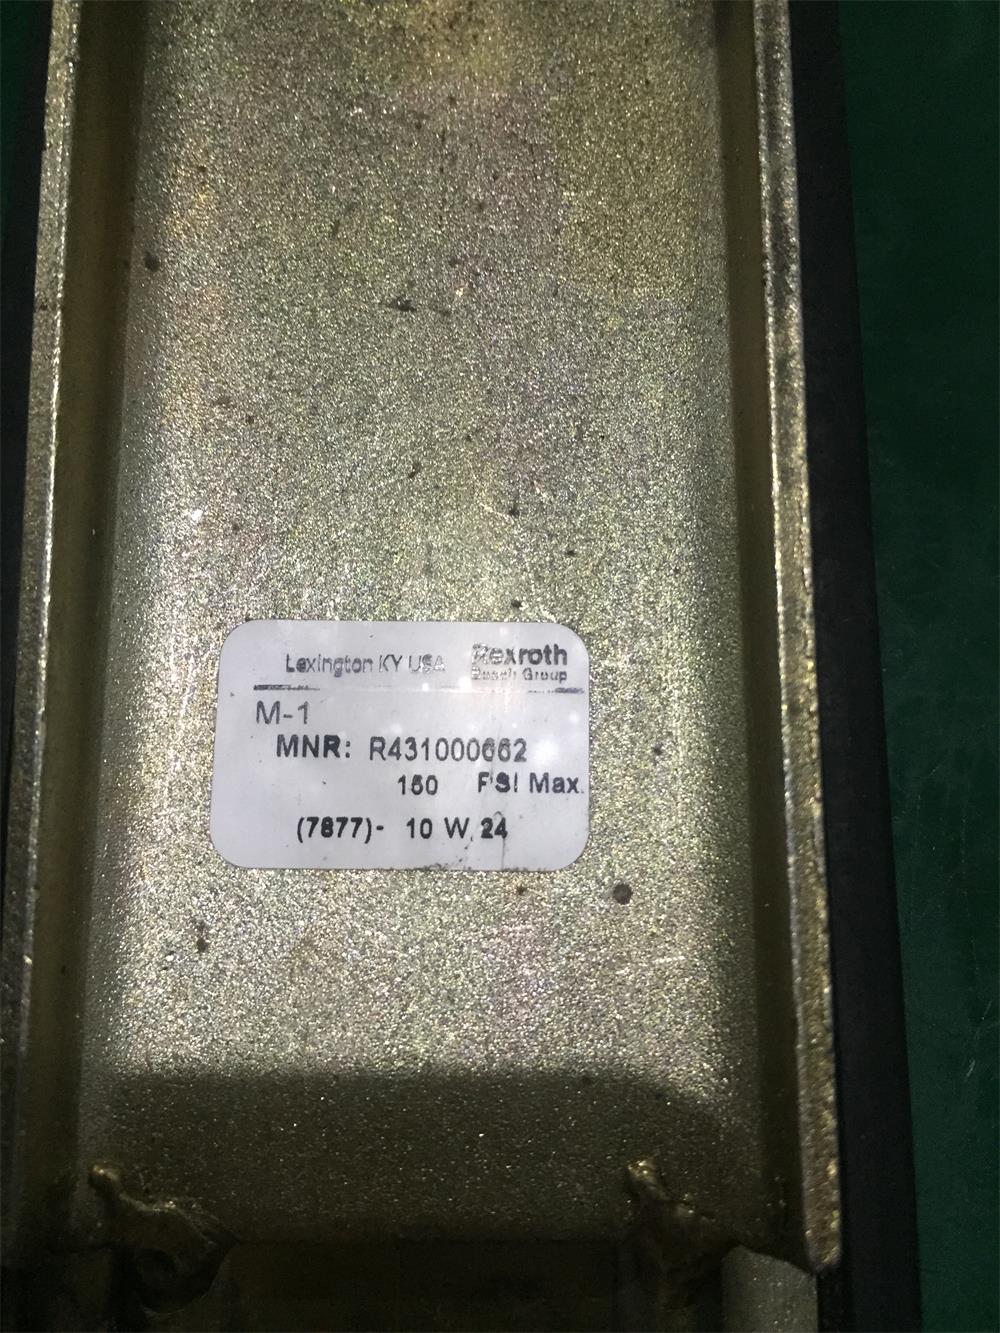 Lexington KY USA Rexroth
Bosch Group
M-1
MNR: R431000662
150 PSI Max.
(7877)- 10 W 24